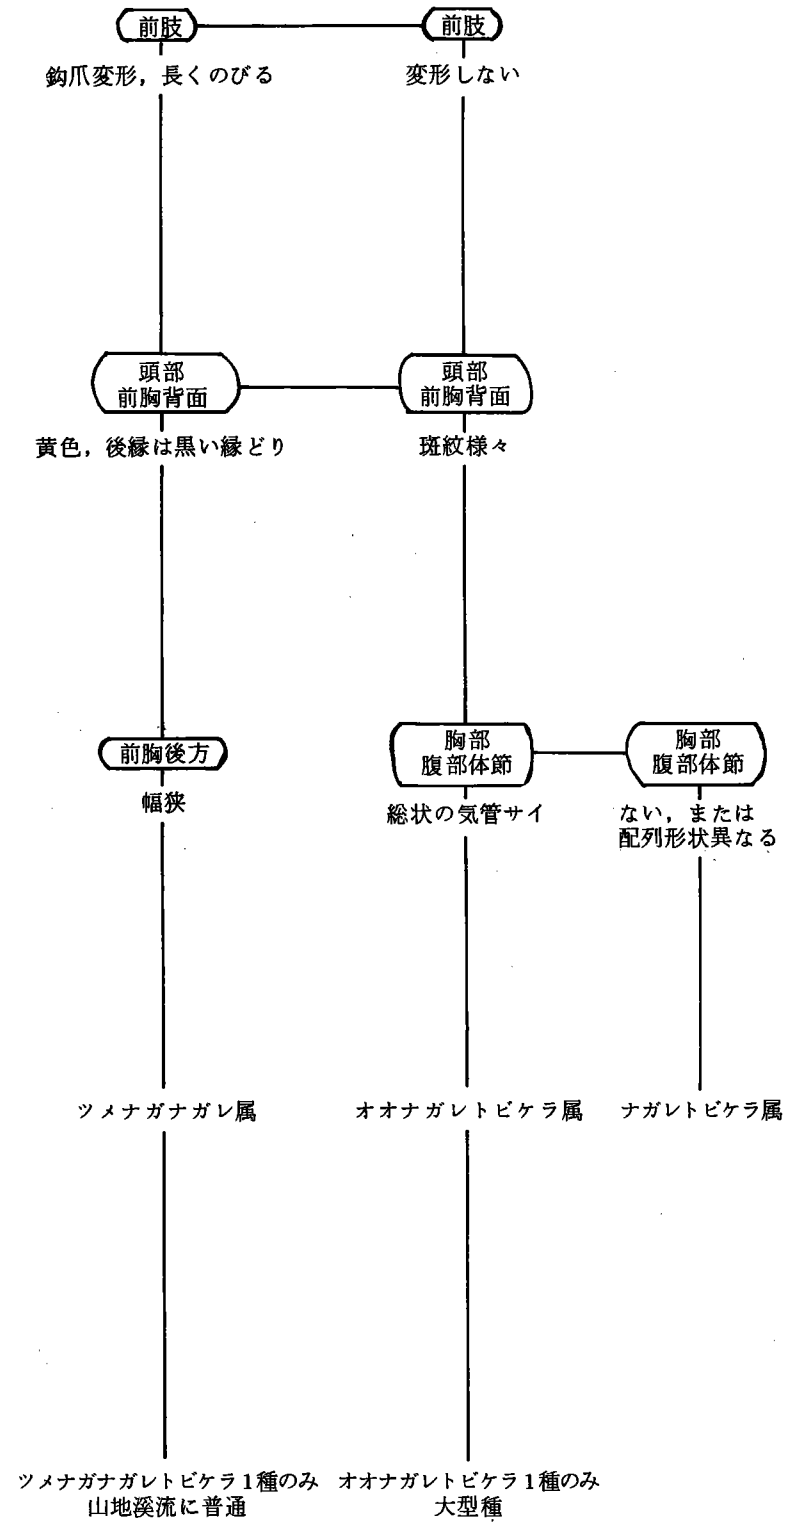 前肢
前肢
鈎爪変形，長くのびる
変形しない
頭部
前胸背面
頭部
前胸背面
黄色，後縁は黒い縁どり
斑紋様々
前胸後方
胸部
腹部体節
胸部
腹部体節
幅狭
総状の気管サイ
ない，または
配列形状異なる
ツメナガナガレ属
オオナガレトビケラ属
ナガレトビケラ属
ツメナガナガレトビケラ1種のみ
山地溪流に普通
オオナガレトビケラ1種のみ
大型種